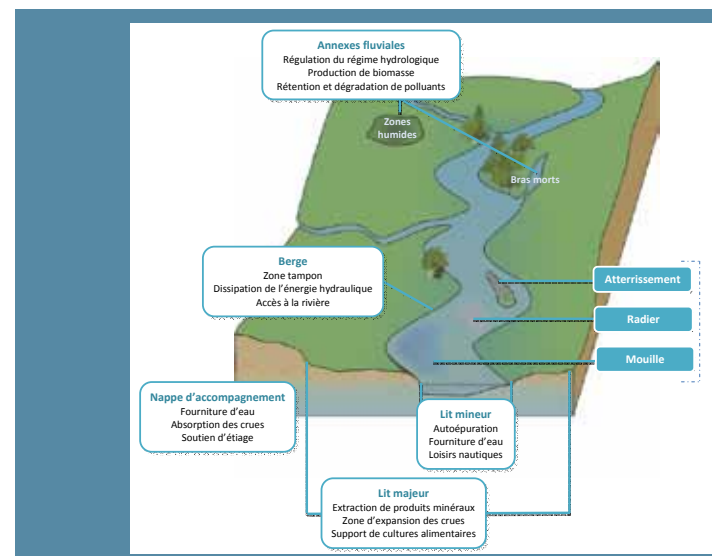 Annexes fluviales
Régulation du régime hydrologique
Production de biomasse
Rétention et dégradation de polluants
Zones
humides
Bras morts
Berge
Zone tampon
Dissipation de l'énergie hydraulique
Accès à la rivière
Atterrissement
Radier
Mouille
Nappe d'accompagnement
Fourniture d'eau
Absorption des crues
Soutien d'étiage
Lit mineur
Autoépuration
Fourniture d'eau
Loisirs nautiques
Lit majeur
Extraction de produits minéraux
Zone d'expansion des crues
Support de cultures alimentaires